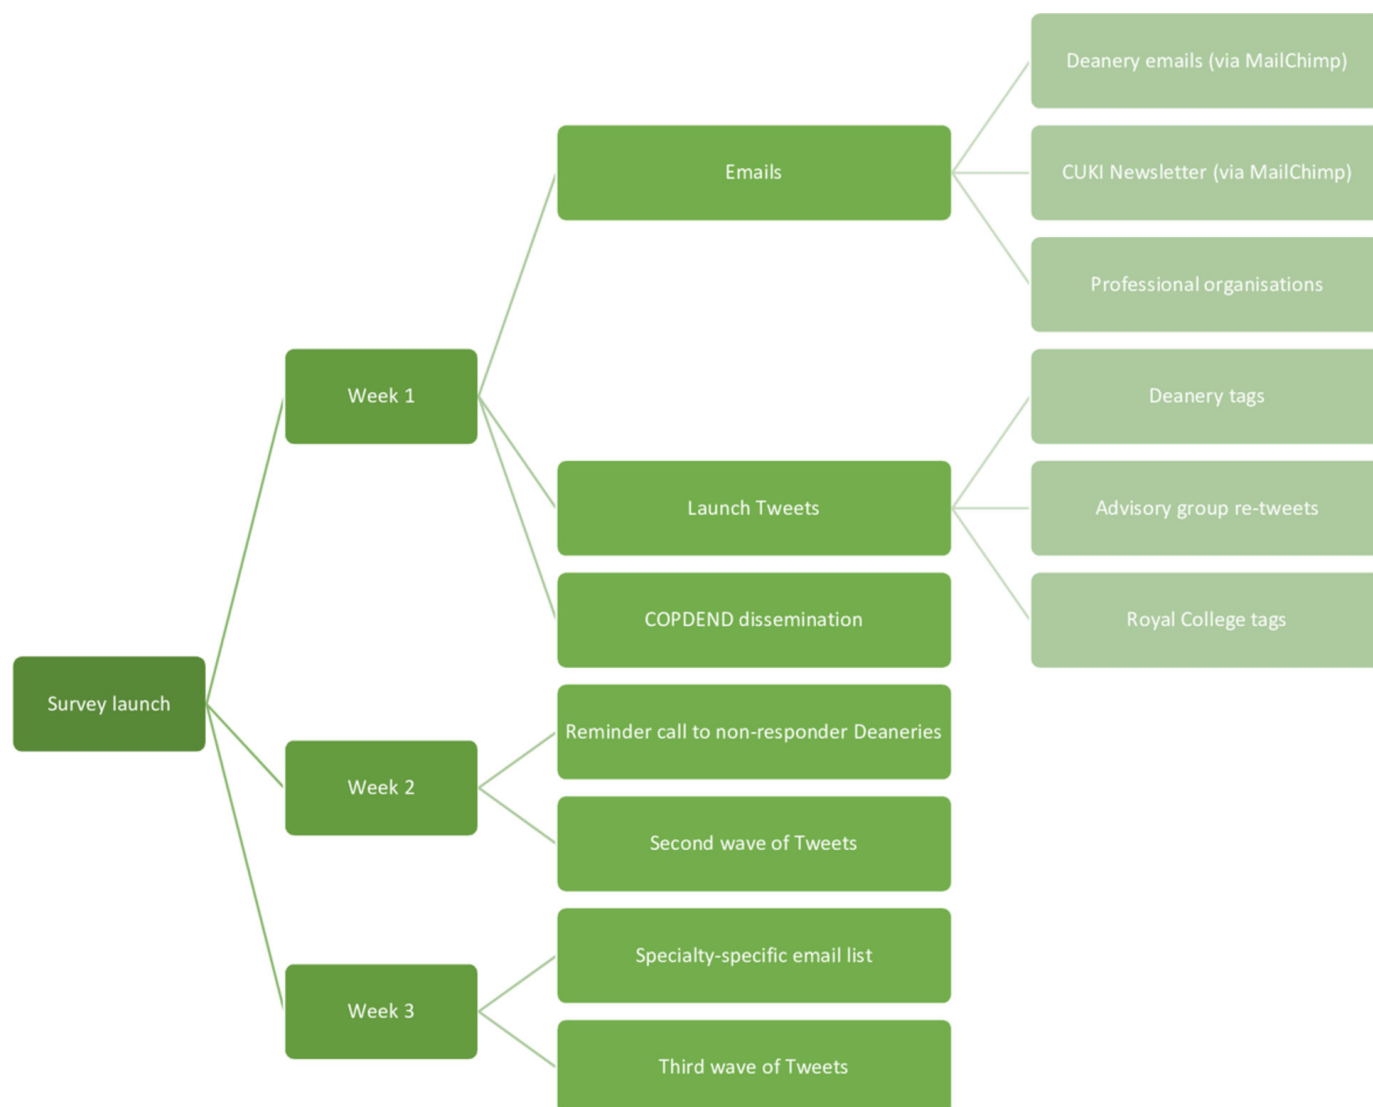 Survey launch
Week 1
Emails
Deanery emails (via MailChimp)
CUKI Newsletter (via MailChimp)
Professional organisations
Launch Tweets
Deanery tags
Advisory group re-tweets
Royal College tags
COPDEND dissemination
Week 2
Reminder call to non-responder Deaneries
Second wave of Tweets
Week 3
Specialty-specific email list
Third wave of Tweets